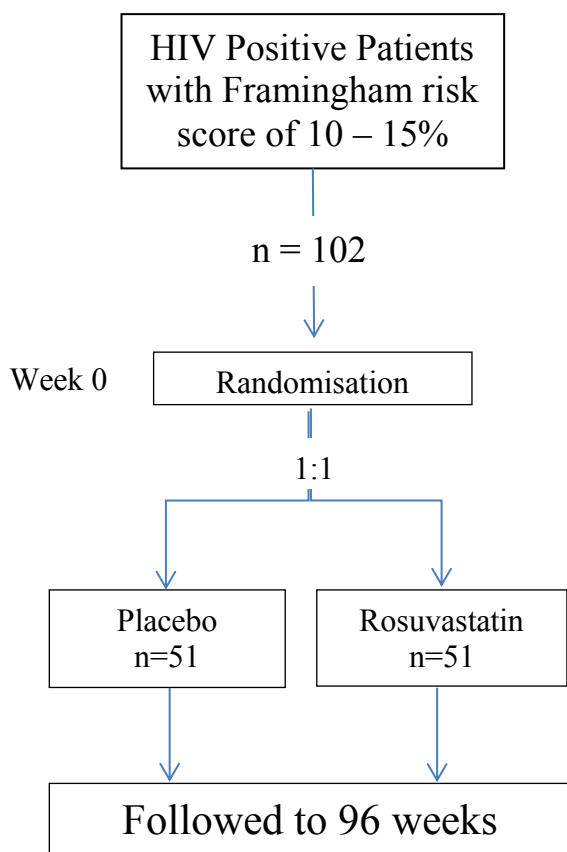 HIV Positive Patients
with Framingham risk
score of 10 – 15%
n = 102
Week 0
Randomisation
1:1
Placebo
n=51
Rosuvastatin
n=51
Followed to 96 weeks